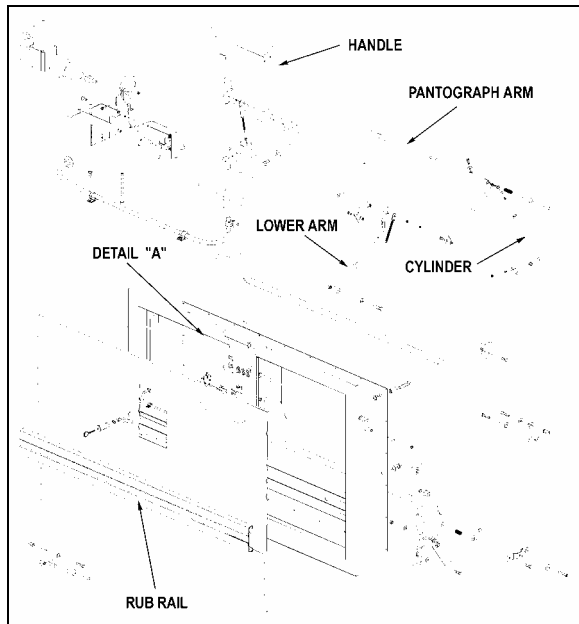 HANDLE
PANTOGRAPH ARM
LOWER ARM
DETAIL "A"
CYLINDER
RUB RAIL